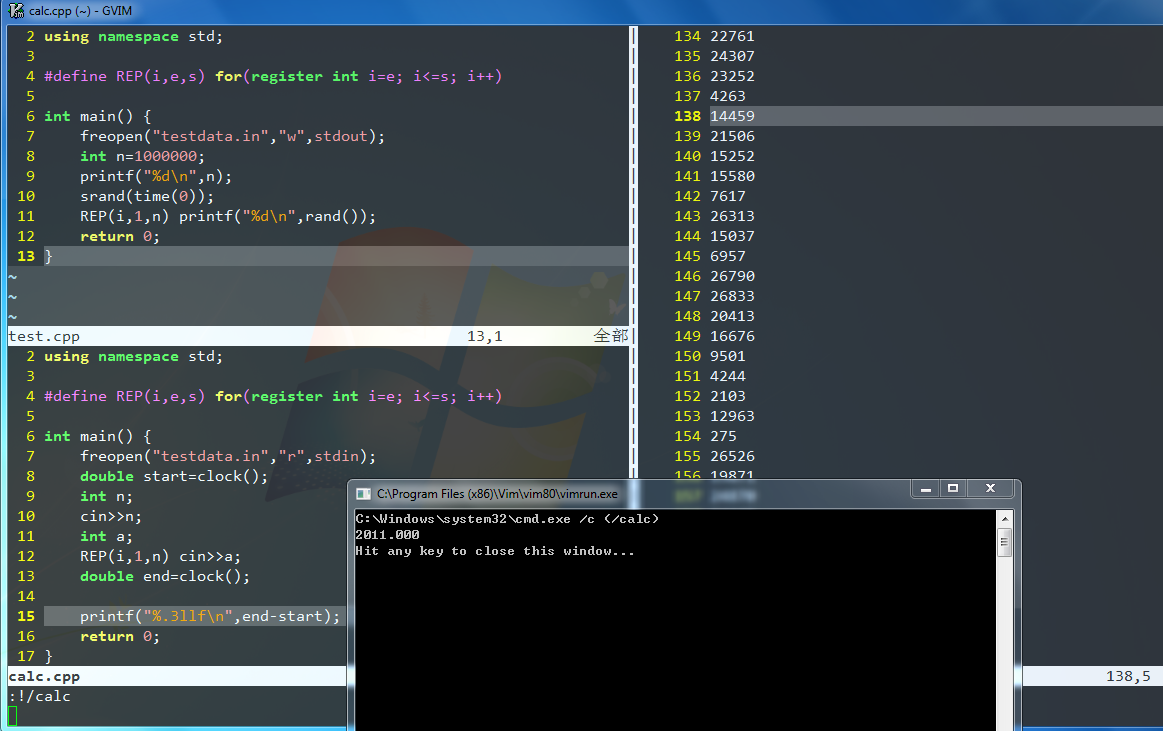 calc.cpp (~) - GVIM
2 using namespace std;
3
4 #define REP(i,e,s) for(register int i=e; i<=s; i++)
5
6 int main() {
7 freopen("testdata.in","w",stdout);
8 int n=1000000;
9 printf("%d\n",n);
10 srand(time(0));
11 REP(i,1,n) printf("%d\n",rand());
12 return 0;
13 }
~
~
~
test.cpp 13,1 全部
2 using namespace std;
3
4 #define REP(i,e,s) for(register int i=e; i<=s; i++)
5
6 int main() {
7 freopen("testdata.in","r",stdin);
8 double start=clock();
9 int n;
10 cin>>n;
11 int a;
12 REP(i,1,n) cin>>a;
13 double end=clock();
14
15 printf("%.3llf\n",end-start);
16 return 0;
17 }
calc.cpp
:!/calc
134 22761
135 24307
136 23252
137 4263
138 14459
139 21506
140 15252
141 15580
142 7617
143 26313
144 15037
145 6957
146 26790
147 26833
148 20413
149 16676
150 9501
151 4244
152 2103
153 12963
154 275
155 26526
156 19871
157
138,5
C:\Program Files (x86)\Vim\vim80\vimrun.exe
C:\Windows\system32\cmd.exe /c (/calc)
2011.000
Hit any key to close this window...